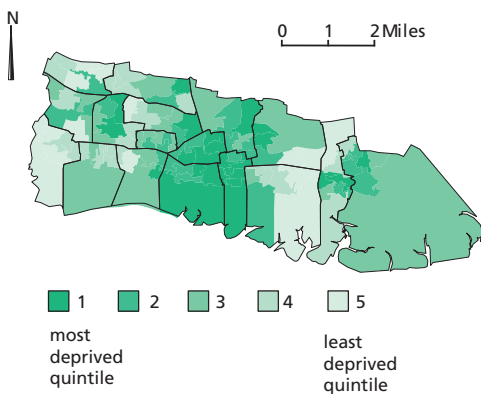 N
0 1 2 Miles
1 2 3 4 5
most deprived quintile
least deprived quintile